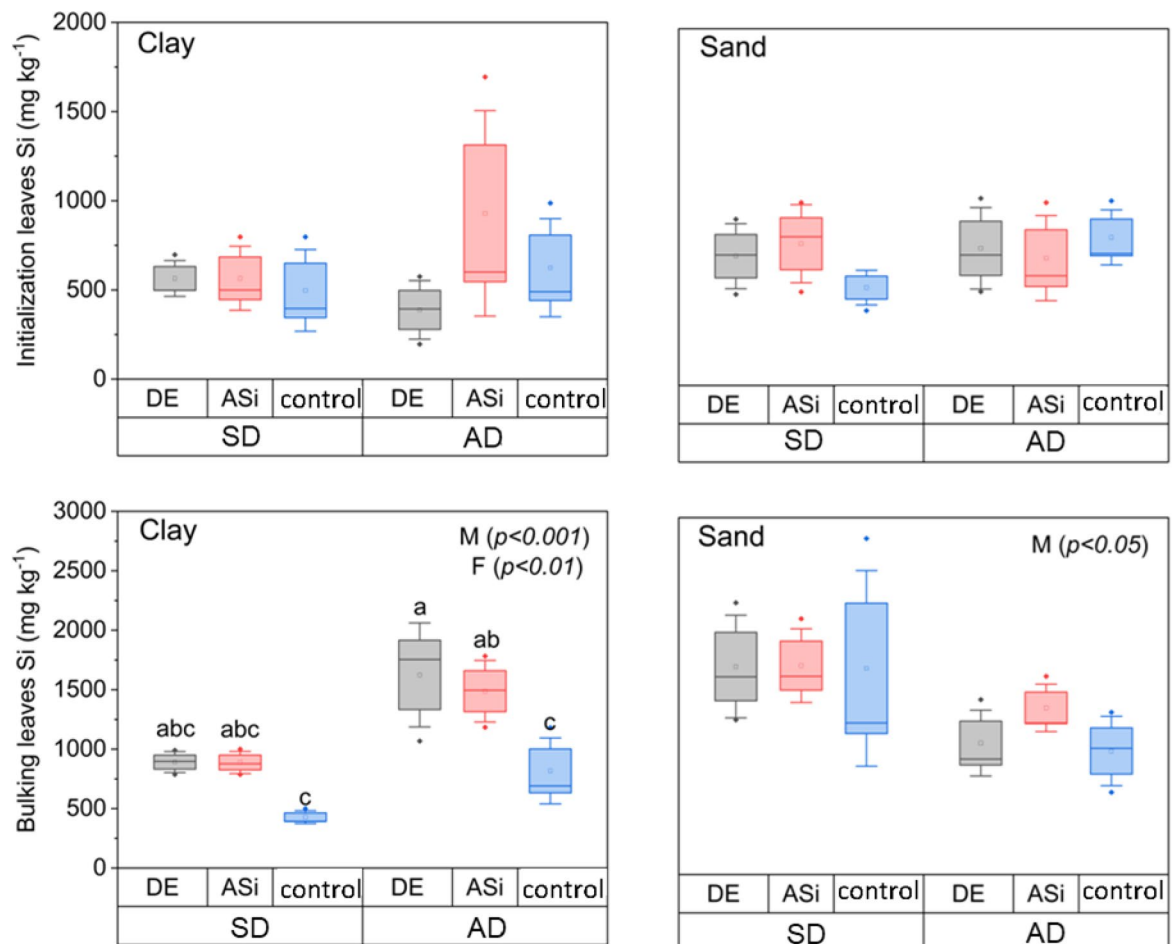 Initialization leaves Si (mg kg⁻¹)
2000
1500
1000
500
0
Clay
DE ASi control DE ASi control
SD AD
Sand
DE ASi control DE ASi control
SD AD
Bulking leaves Si (mg kg⁻¹)
3000
2500
2000
1500
1000
500
0
Clay
M (p<0.001)
F (p<0.01)
abc abc c a ab c
DE ASi control DE ASi control
SD AD
Sand
M (p<0.05)
DE ASi control DE ASi control
SD AD